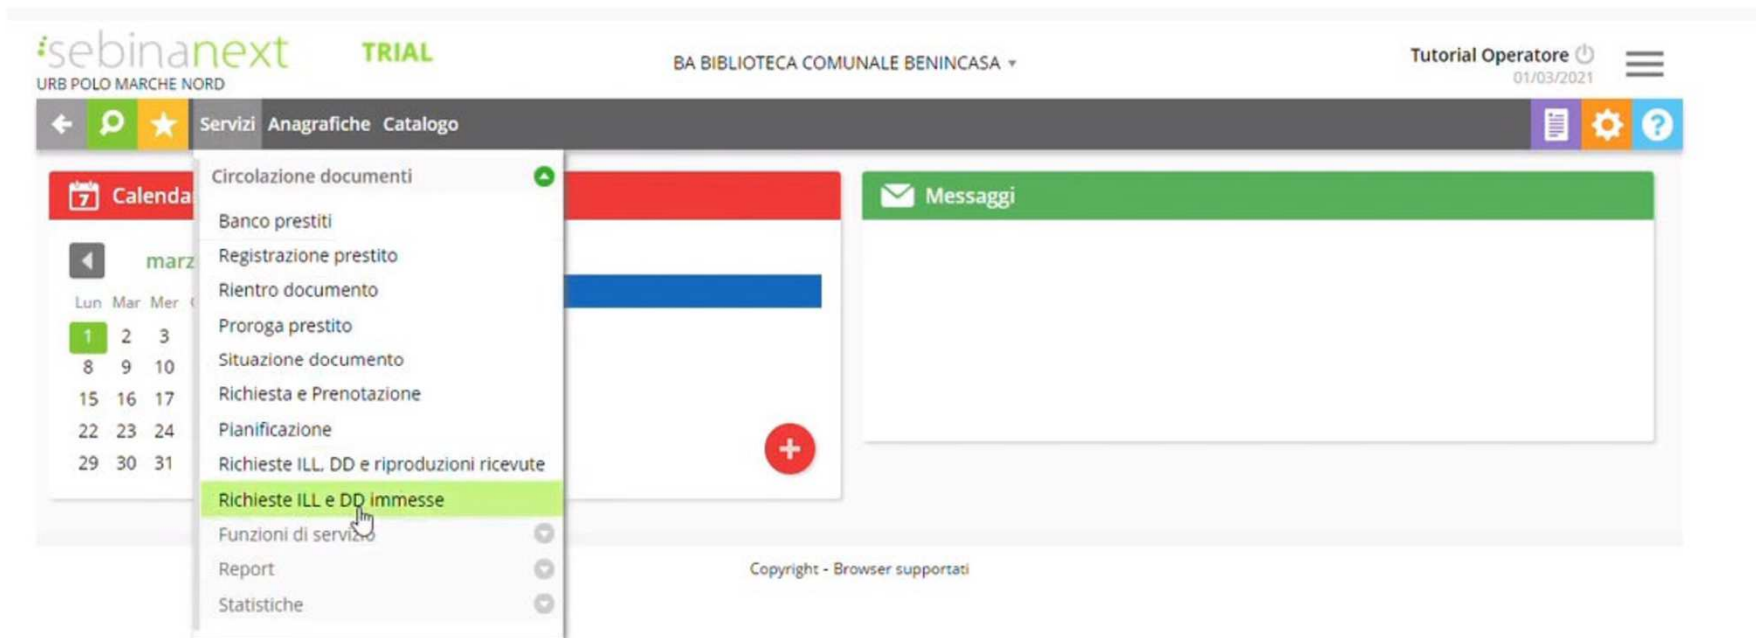 sebinanext
TRIAL
BA BIBLIOTECA COMUNALE BENINCASA
Tutorial Operatore
01/03/2021
URB POLO MARCHE NORD
Servizi Anagrafiche Catalogo
Circolazione documenti
Banco prestiti
Registrazione prestito
Rientro documento
Proroga prestito
Situazione documento
Richiesta e Prenotazione
Pianificazione
Richieste ILL, DD e riproduzioni ricevute
Richieste ILL e DD immesse
Funzioni di servizio
Report
Statistiche
7
Calenda
marz
Lun Mar Mer
1 2 3
8 9 10
15 16 17
22 23 24
29 30 31
Messaggi
Copyright - Browser supportati